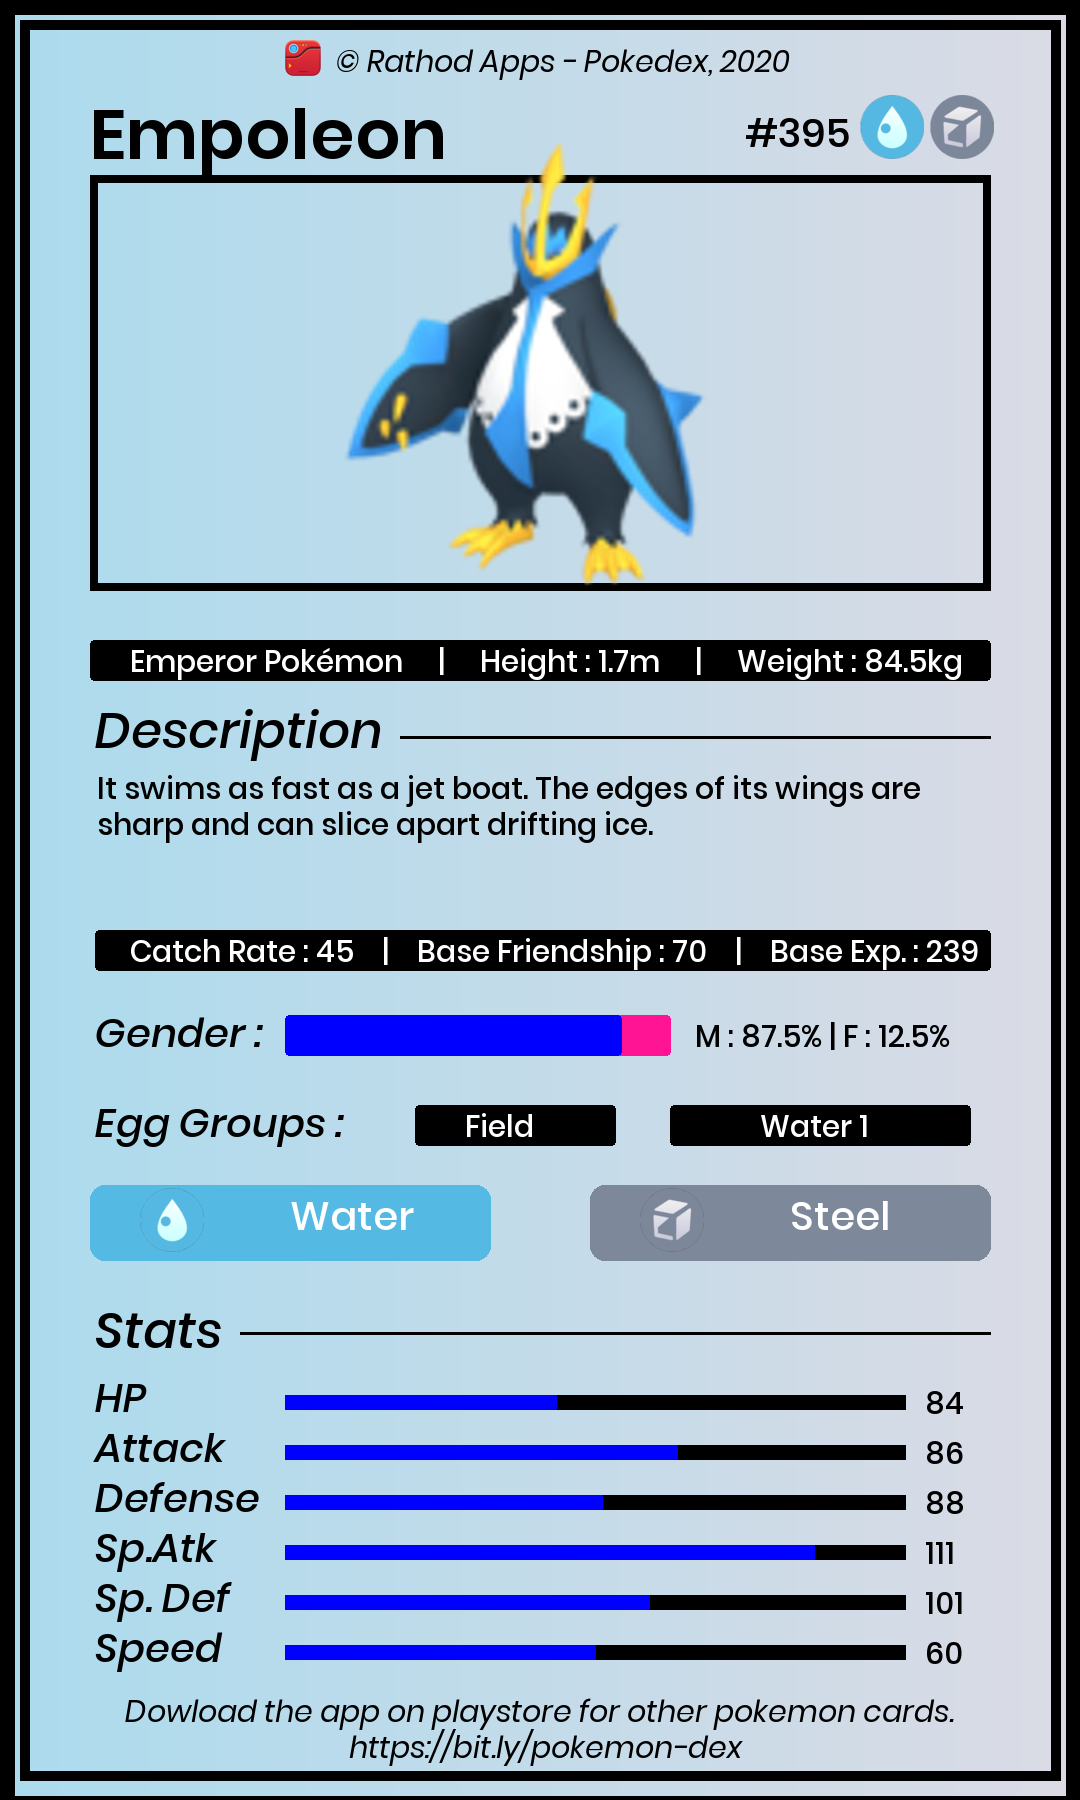 © Rathod Apps - Pokedex, 2020
Empoleon #395
Emperor Pokémon | Height : 1.7m | Weight : 84.5kg
Description
It swims as fast as a jet boat. The edges of its wings are
sharp and can slice apart drifting ice.
Catch Rate : 45 | Base Friendship : 70 | Base Exp. : 239
Gender : M : 87.5% | F : 12.5%
Egg Groups : Field Water 1
Water Steel
Stats
HP 84
Attack 86
Defense 88
Sp.Atk 111
Sp. Def 101
Speed 60
Dowload the app on playstore for other pokemon cards.
https://bit.ly/pokemon-dex